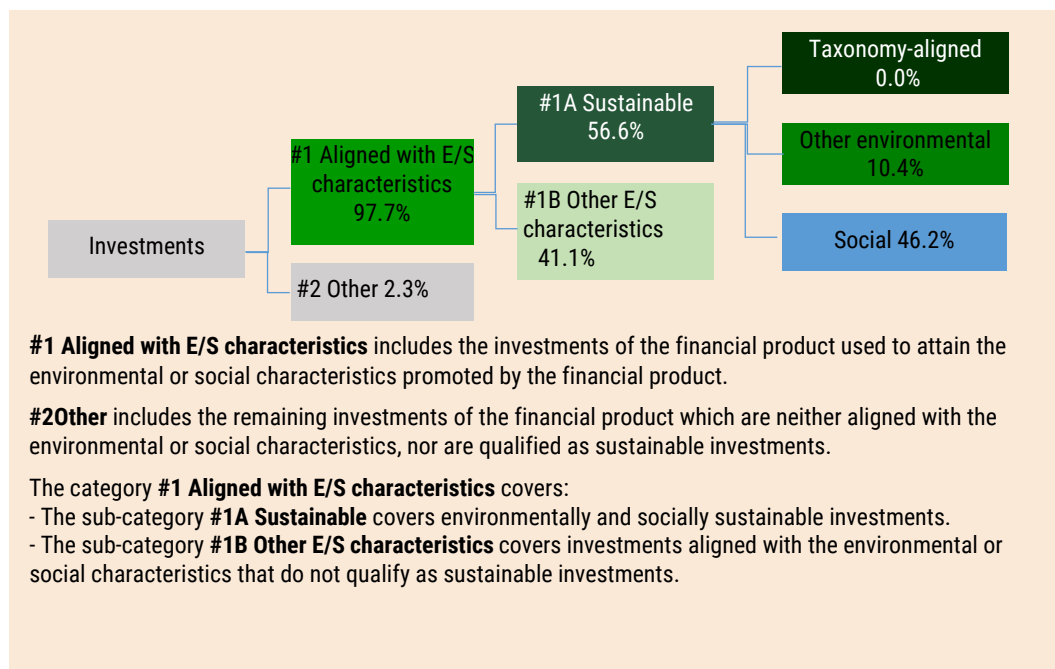 Taxonomy-aligned
0.0%
#1A Sustainable
56.6%
Other environmental
10.4%
#1 Aligned with E/S
characteristics
97.7%
#1B Other E/S
characteristics
41.1%
Social 46.2%
Investments
#2 Other 2.3%
#1 Aligned with E/S characteristics includes the investments of the financial product used to attain the
environmental or social characteristics promoted by the financial product.
#2Other includes the remaining investments of the financial product which are neither aligned with the
environmental or social characteristics, nor are qualified as sustainable investments.
The category #1 Aligned with E/S characteristics covers:
- The sub-category #1A Sustainable covers environmentally and socially sustainable investments.
- The sub-category #1B Other E/S characteristics covers investments aligned with the environmental or
social characteristics that do not qualify as sustainable investments.